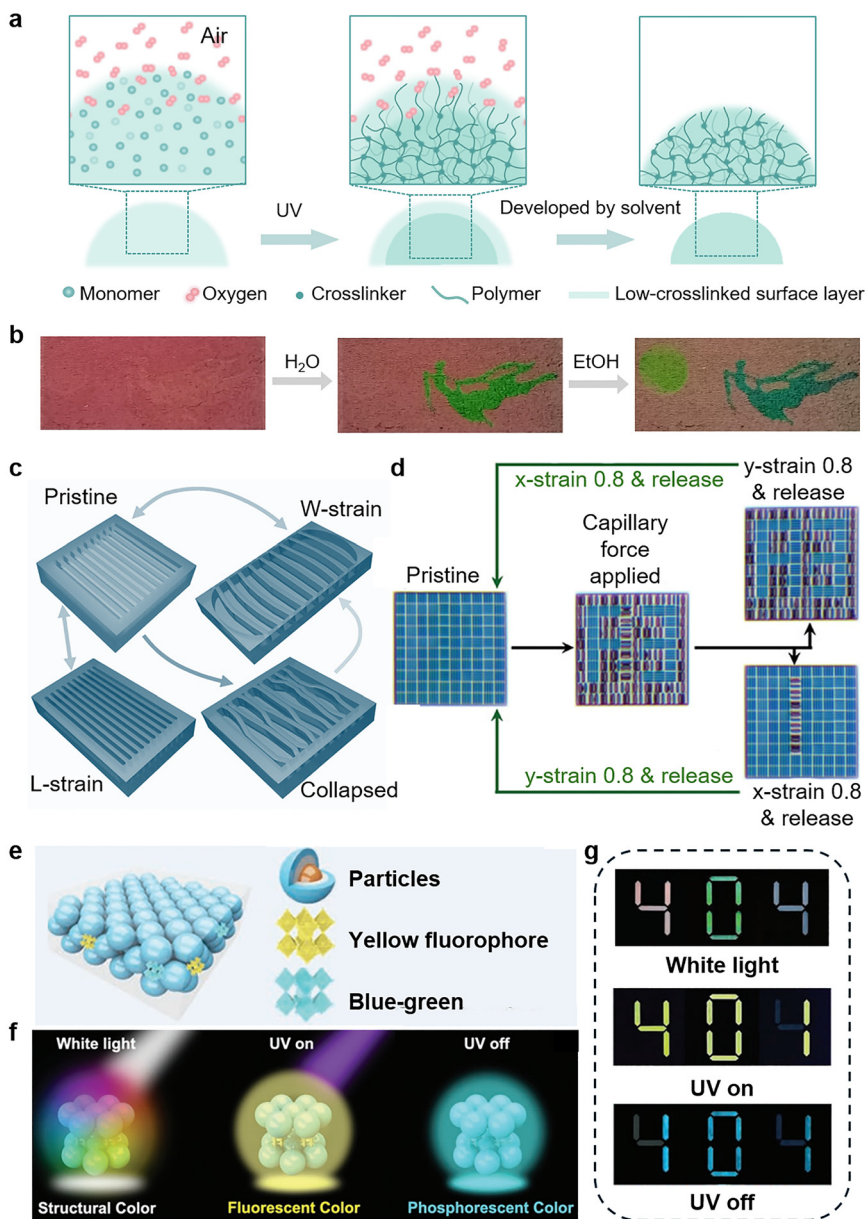 a
Air
UV
Developed by solvent
Monomer
Oxygen
Crosslinker
Polymer
Low-crosslinked surface layer
b
H₂O
EtOH
c
Pristine
W-strain
L-strain
Collapsed
d
x-strain 0.8 & release
y-strain 0.8
& release
Capillary
force
applied
Pristine
y-strain 0.8 & release
x-strain 0.8
& release
e
Particles
Yellow fluorophore
Blue-green
f
White light
UV on
UV off
Structural Color
Fluorescent Color
Phosphorescent Color
g
404
White light
401
UV on
404
UV off